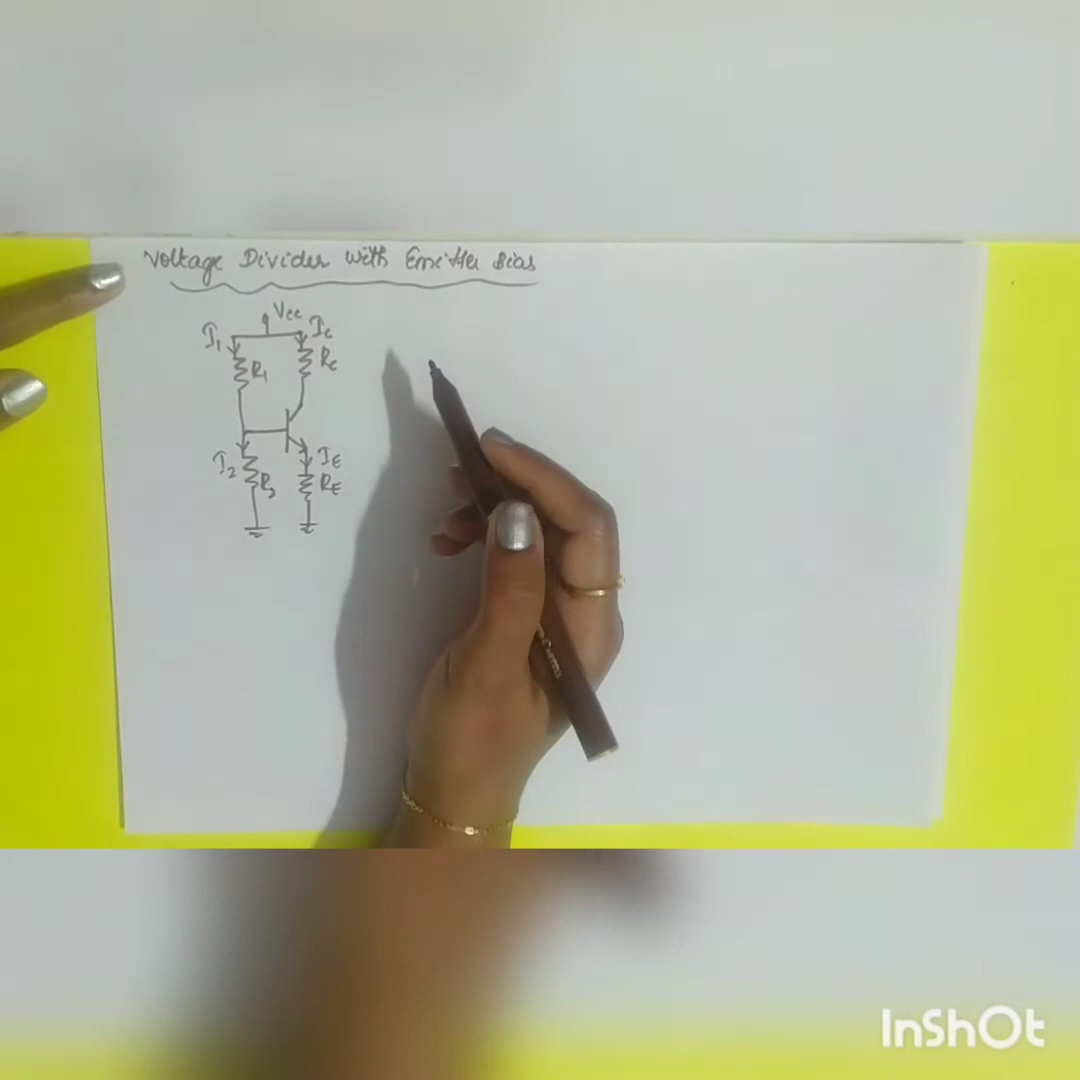 Voltage Divider with Emitter Bias
Vcc
I1
Ic
R1
Rc
I2
R2
IE
RE
InShOt